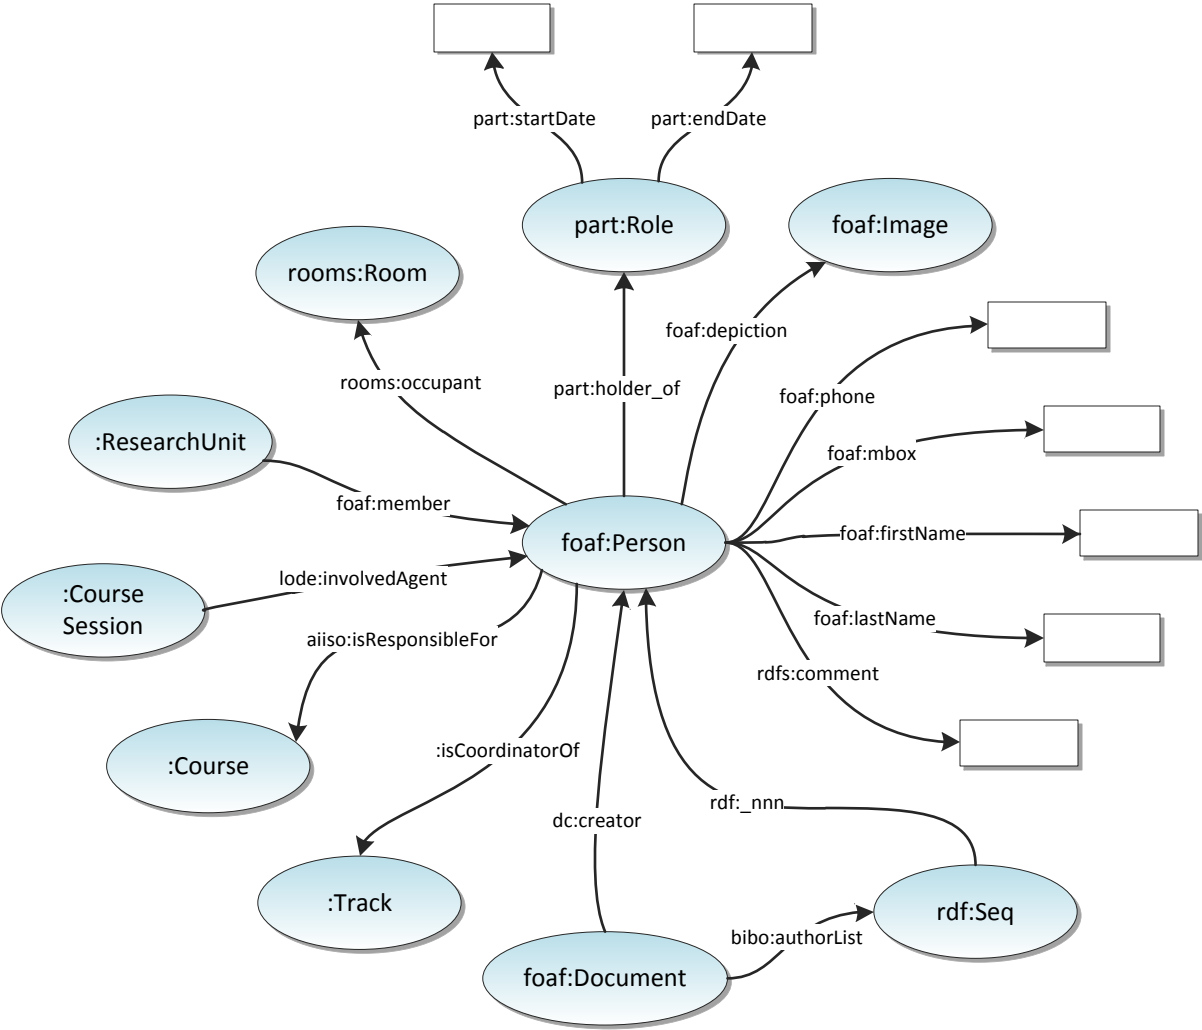 part:startDate
part:endDate
part:Role
foaf:Image
rooms:Room
foaf:depiction
rooms:occupant
part:holder_of
foaf:phone
:ResearchUnit
foaf:mbox
foaf:member
foaf:firstName
foaf:Person
lode:involvedAgent
:Course
Session
foaf:lastName
aiiso:isResponsibleFor
rdfs:comment
:isCoordinatorOf
:Course
rdf:_nnn
dc:creator
:Track
rdf:Seq
bibo:authorList
foaf:Document